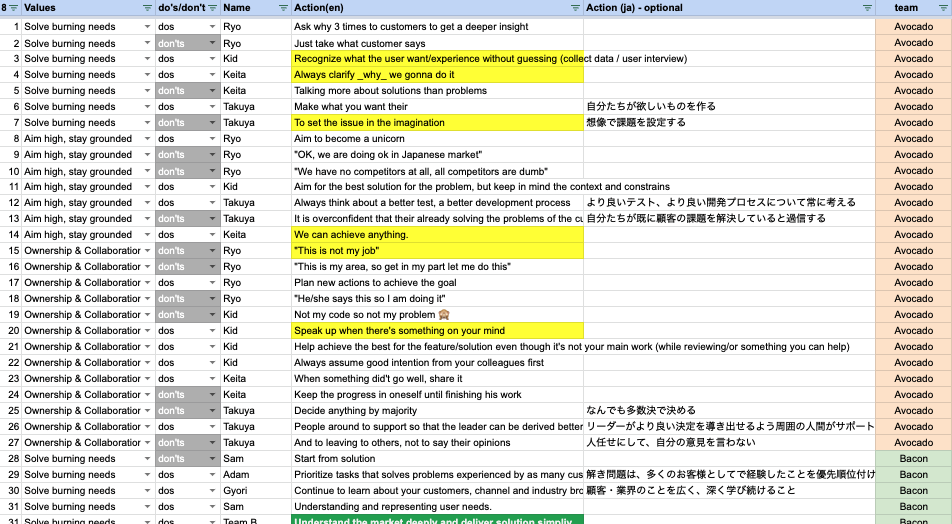 8 Values do's/don't Name Action(en) Action (ja) - optional team
1 Solve burning needs dos Ryo Ask why 3 times to customers to get a deeper insight Avocado
2 Solve burning needs don'ts Ryo Just take what customer says Avocado
3 Solve burning needs dos Kid Recognize what the user want/experience without guessing (collect data / user interview) Avocado
4 Solve burning needs dos Keita Always clarify _why_ we gonna do it Avocado
5 Solve burning needs don'ts Keita Talking more about solutions than problems Avocado
6 Solve burning needs dos Takuya Make what you want their 自分たちが欲しいものを作る Avocado
7 Solve burning needs don'ts Takuya To set the issue in the imagination 想像で課題を設定する Avocado
8 Aim high, stay grounded dos Ryo Aim to become a unicorn Avocado
9 Aim high, stay grounded don'ts Ryo "OK, we are doing ok in Japanese market" Avocado
10 Aim high, stay grounded don'ts Ryo "We have no competitors at all, all competitors are dumb" Avocado
11 Aim high, stay grounded dos Kid Aim for the best solution for the problem, but keep in mind the context and constrains Avocado
12 Aim high, stay grounded dos Takuya Always think about a better test, a better development process より良いテスト、より良い開発プロセスについて常に考える Avocado
13 Aim high, stay grounded don'ts Takuya It is overconfident that their already solving the problems of the cu 自分たちが既に顧客の課題を解決していると過信する Avocado
14 Aim high, stay grounded dos Keita We can achieve anything. Avocado
15 Ownership & Collaboratior don'ts Ryo "This is not my job" Avocado
16 Ownership & Collaboratior don'ts Ryo "This is my area, so get in my part let me do this" Avocado
17 Ownership & Collaboratior dos Ryo Plan new actions to achieve the goal Avocado
18 Ownership & Collaboratior don'ts Ryo "He/she says this so I am doing it" Avocado
19 Ownership & Collaboratior don'ts Kid Not my code so not my problem 🙈 Avocado
20 Ownership & Collaboratior dos Kid Speak up when there's something on your mind Avocado
21 Ownership & Collaboratior dos Kid Help achieve the best for the feature/solution even though it's not your main work (while reviewing/or something you can help) Avocado
22 Ownership & Collaboratior dos Kid Always assume good intention from your colleagues first Avocado
23 Ownership & Collaboratior dos Keita When something did't go well, share it Avocado
24 Ownership & Collaboratior don'ts Keita Keep the progress in oneself until finishing his work Avocado
25 Ownership & Collaboratior don'ts Takuya Decide anything by majority なんでも多数決で決める Avocado
26 Ownership & Collaboratior dos Takuya People around to support so that the leader can be derived better リーダーがより良い決定を導き出せるよう周囲の人間がサポート Avocado
27 Ownership & Collaboratior don'ts Takuya And to leaving to others, not to say their opinions 人任せにして、自分の意見を言わない Avocado
28 Solve burning needs don'ts Sam Start from solution Bacon
29 Solve burning needs dos Adam Prioritize tasks that solves problems experienced by as many cus 解き問題は、多くのお客様としてで経験したことを優先順位付け Bacon
30 Solve burning needs dos Gyori Continue to learn about your customers, channel and industry bro 顧客・業界のことを広く、深く学び続けること Bacon
31 Solve burning needs dos Sam Understanding and representing user needs. Bacon
31 Solve burning needs dos Team B Understand the market deeply and deliver solution simpliy Bacon